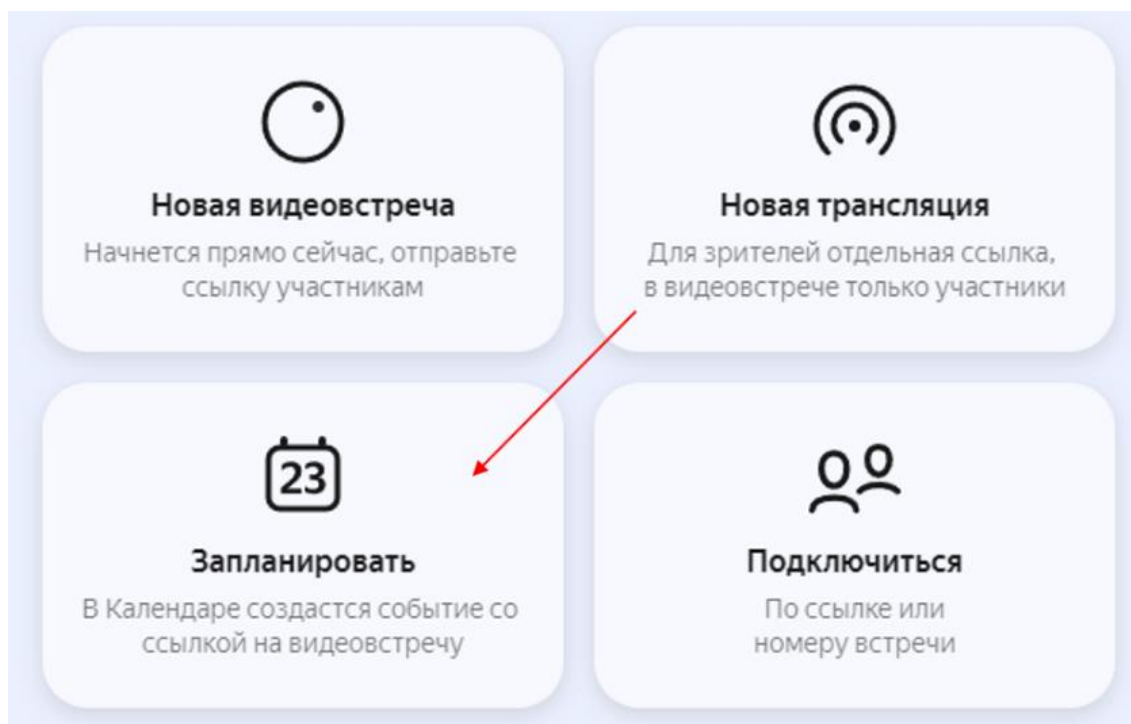 Новая видеовстреча
Начнется прямо сейчас, отправьте
ссылку участникам
Новая трансляция
Для зрителей отдельная ссылка,
в видеовстрече только участники
23
Запланировать
В Календаре создастся событие со
ссылкой на видеовстречу
Подключиться
По ссылке или
номеру встречи